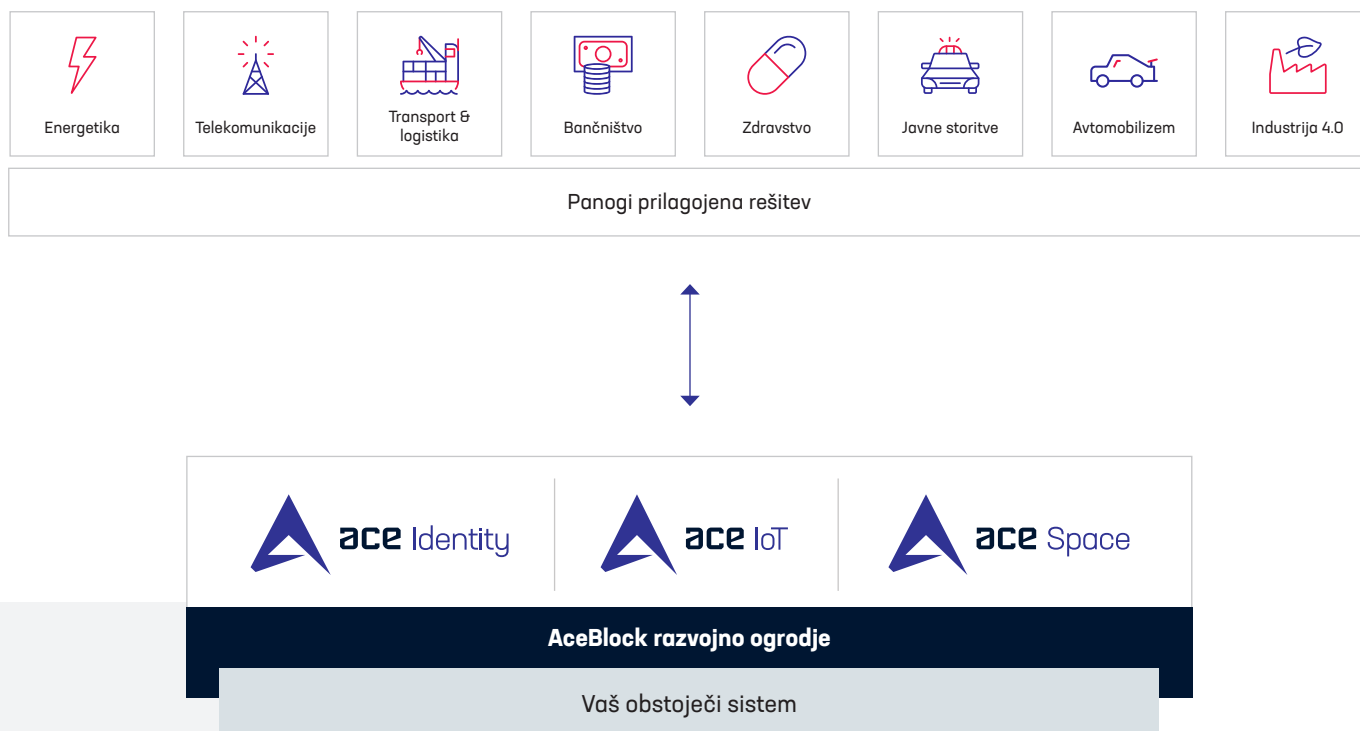 Energetika
Telekomunikacije
Transport &
logistika
Bančništvo
Zdravstvo
Javne storitve
Avtomobilizem
Industrija 4.0
Panogi prilagojena rešitev
ace Identity
ace IoT
ace Space
AceBlock razvojno ogrodje
Vaš obstoječi sistem